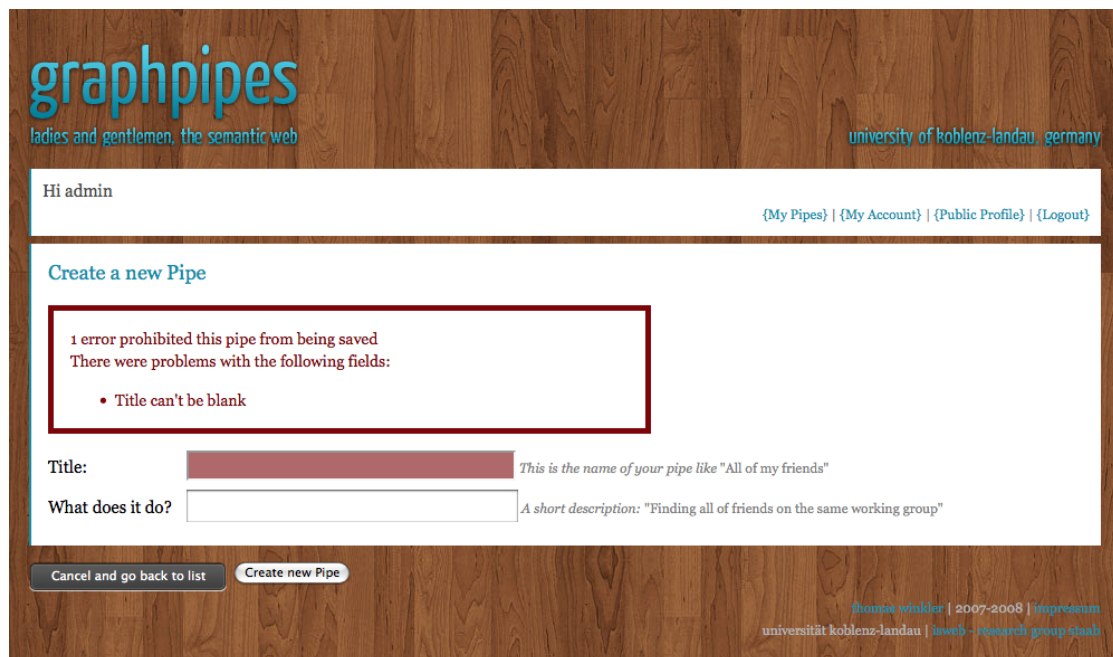 graphpipes
ladies and gentlemen, the semantic web
university of koblenz-landau, germany
Hi admin
{My Pipes} | {My Account} | {Public Profile} | {Logout}
Create a new Pipe
1 error prohibited this pipe from being saved
There were problems with the following fields:
• Title can't be blank
Title: This is the name of your pipe like "All of my friends"
What does it do? A short description: "Finding all of friends on the same working group"
Cancel and go back to list Create new Pipe
thomas winkler | 2007-2008 | impressum
universität koblenz-landau | isweb - research group staab